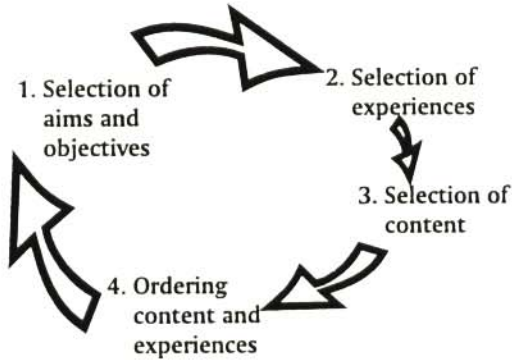 1. Selection of
aims and
objectives
2. Selection of
experiences
3. Selection of
content
4. Ordering
content and
experiences